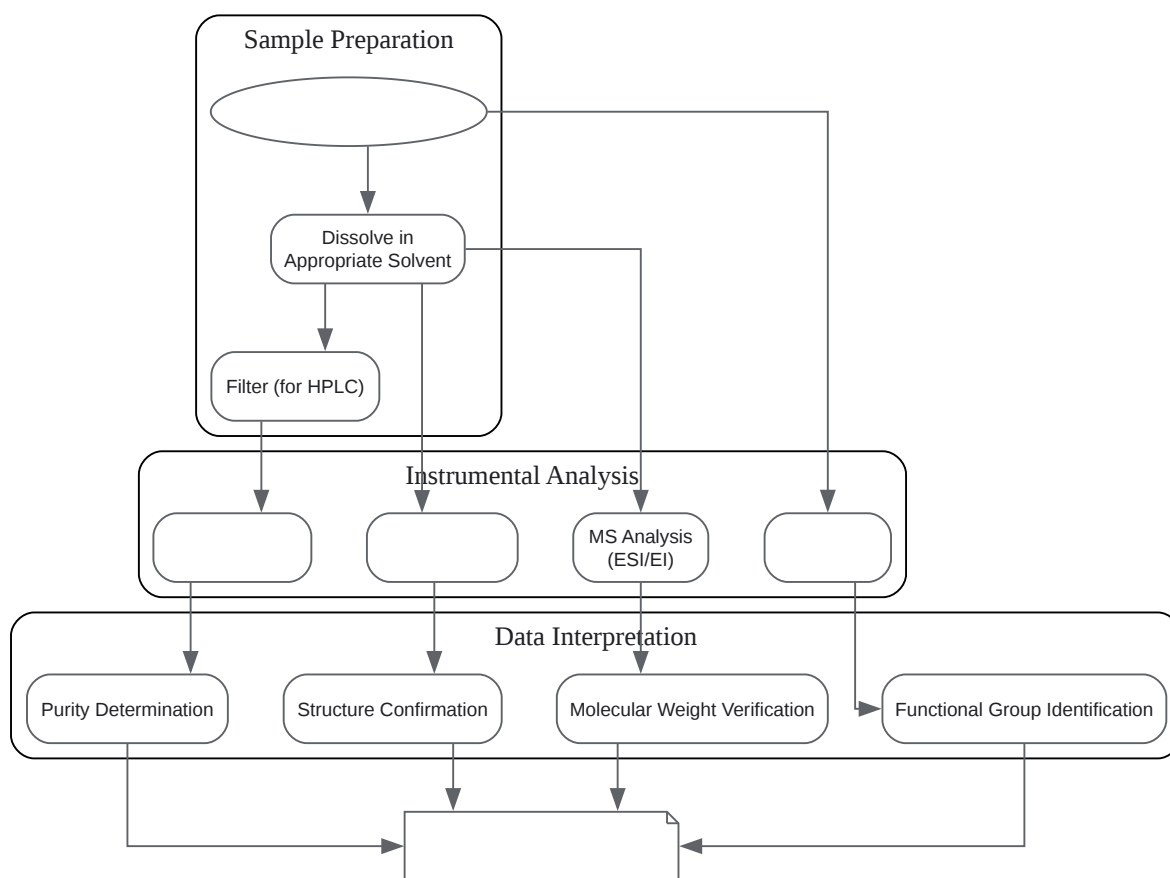 Sample Preparation
Dissolve in
Appropriate Solvent
Filter (for HPLC)
Instrumental Analysis
MS Analysis
(ESI/EI)
Data Interpretation
Purity Determination
Structure Confirmation
Molecular Weight Verification
Functional Group Identification